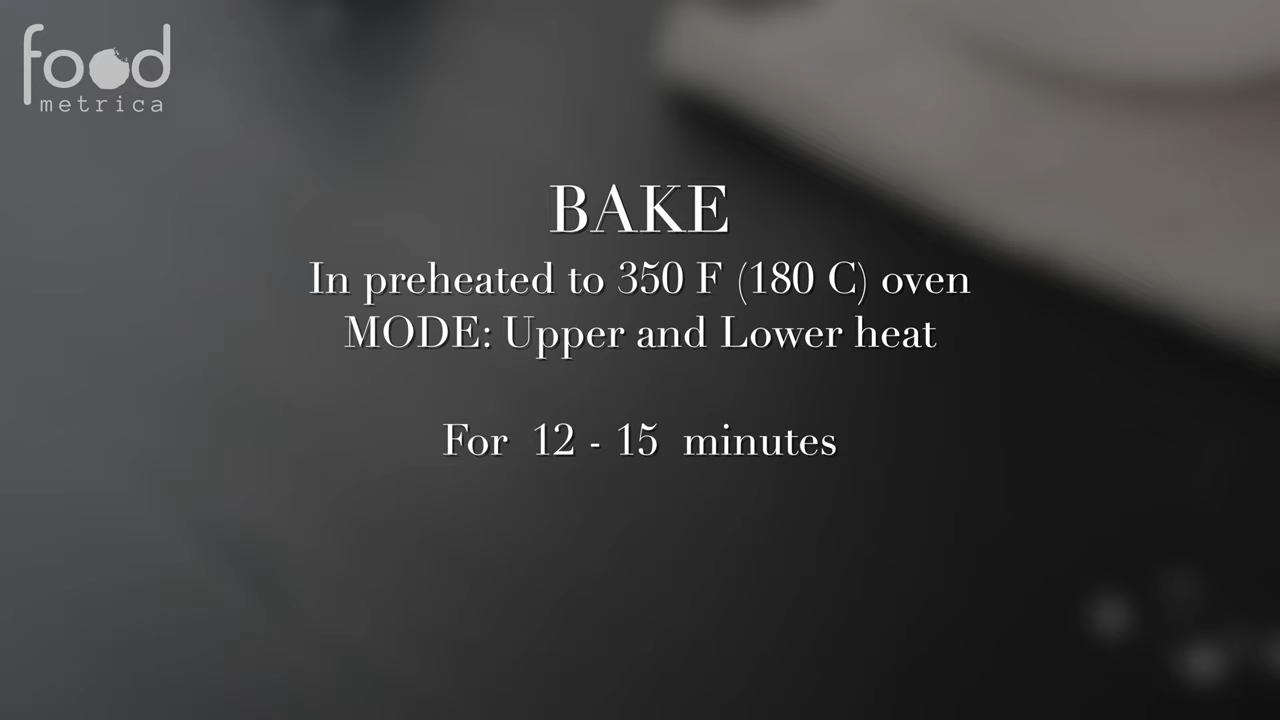 food
metrica
BAKE
In preheated to 350 F (180 C) oven
MODE: Upper and Lower heat
For 12 - 15 minutes